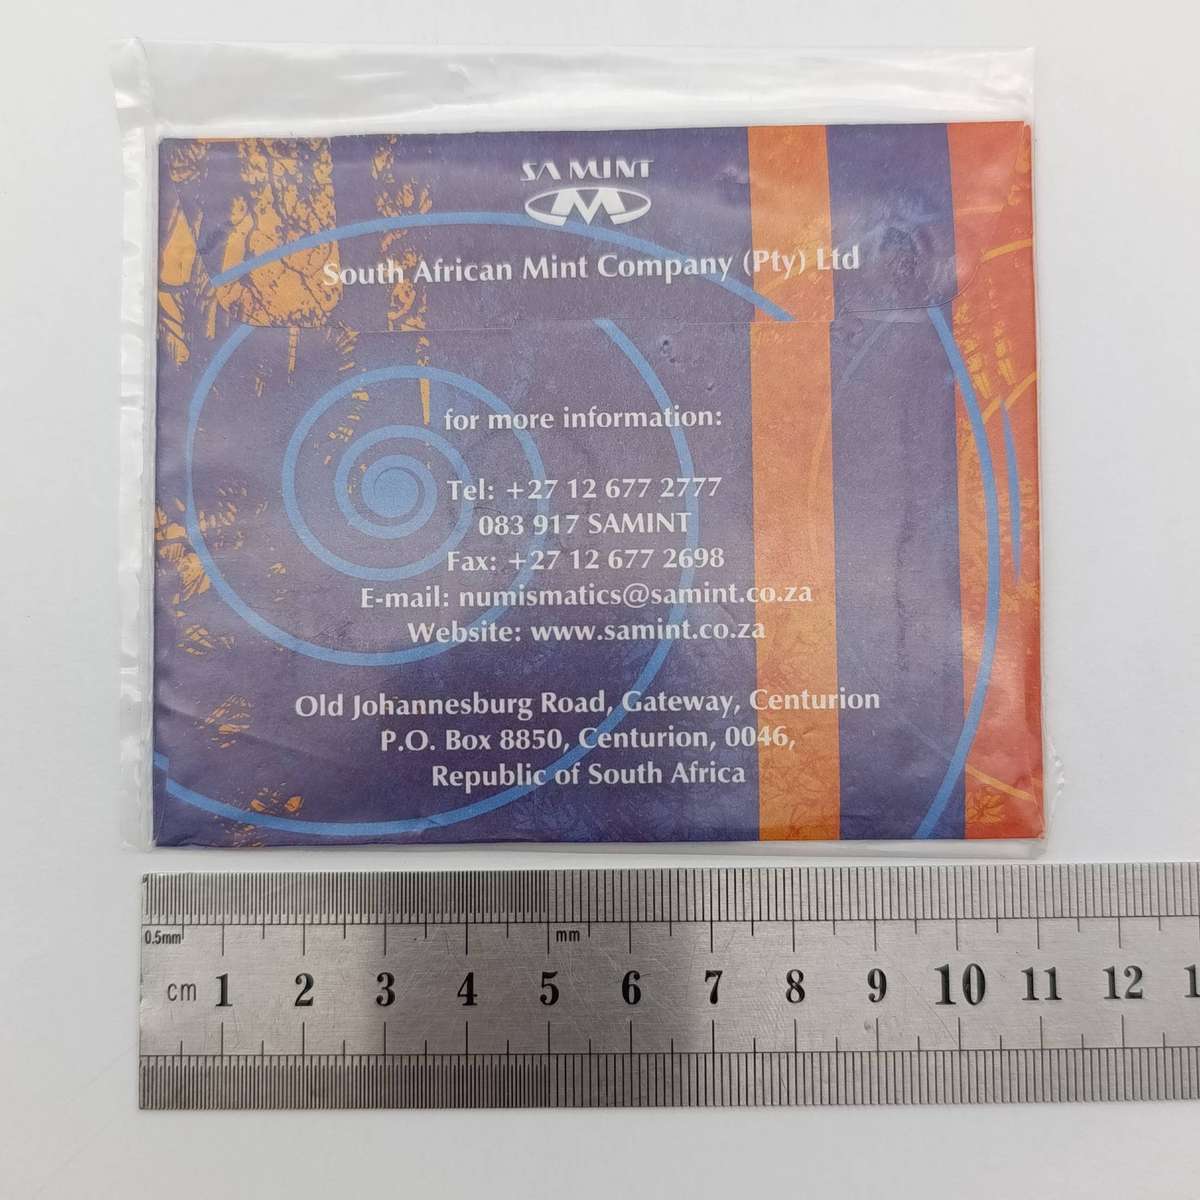 SA MINT
M
South African Mint Company (Pty) Ltd
for more information:
Tel: +27 12 677 2777
083 917 SAMINT
Fax: +27 12 677 2698
E-mail: numismatics@samint.co.za
Website: www.samint.co.za
Old Johannesburg Road, Gateway, Centurion
P.O. Box 8850, Centurion, 0046,
Republic of South Africa
0.5mm mm
cm 1 2 3 4 5 6 7 8 9 10 11 12 1